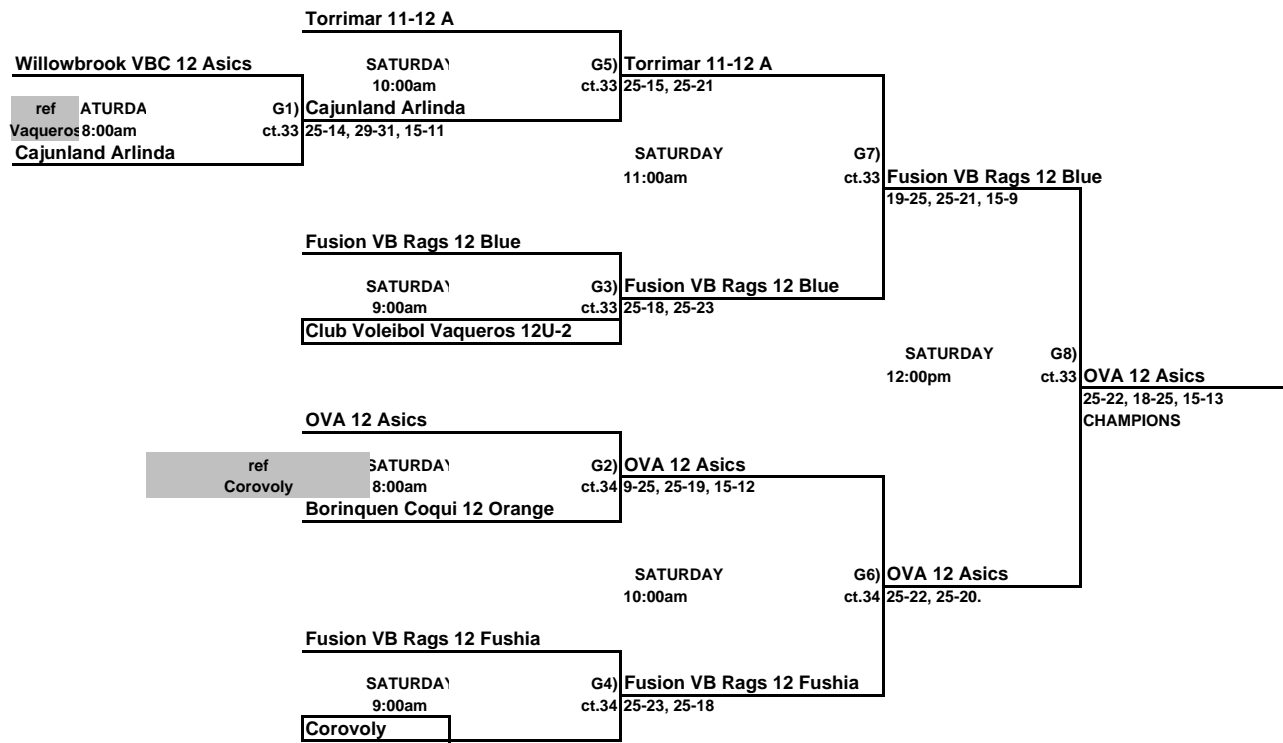 Torrimar 11-12 A
Willowbrook VBC 12 Asics SATURDAY G5) Torrimar 11-12 A
10:00am ct.33 25-15, 25-21
ref ATURDA G1) Cajunland Arlinda
Vaqueros 8:00am ct.33 25-14, 29-31, 15-11
Cajunland Arlinda SATURDAY G7)
11:00am ct.33 Fusion VB Rags 12 Blue
19-25, 25-21, 15-9
Fusion VB Rags 12 Blue
SATURDAY G3) Fusion VB Rags 12 Blue
9:00am ct.33 25-18, 25-23
Club Voleibol Vaqueros 12U-2
SATURDAY G8)
12:00pm ct.33 OVA 12 Asics
25-22, 18-25, 15-13
OVA 12 Asics CHAMPIONS
ref SATURDAY G2) OVA 12 Asics
Corovoly 8:00am ct.34 9-25, 25-19, 15-12
Borinquen Coqui 12 Orange
SATURDAY G6) OVA 12 Asics
10:00am ct.34 25-22, 25-20.
Fusion VB Rags 12 Fushia
SATURDAY G4) Fusion VB Rags 12 Fushia
9:00am ct.34 25-23, 25-18
Corovoly